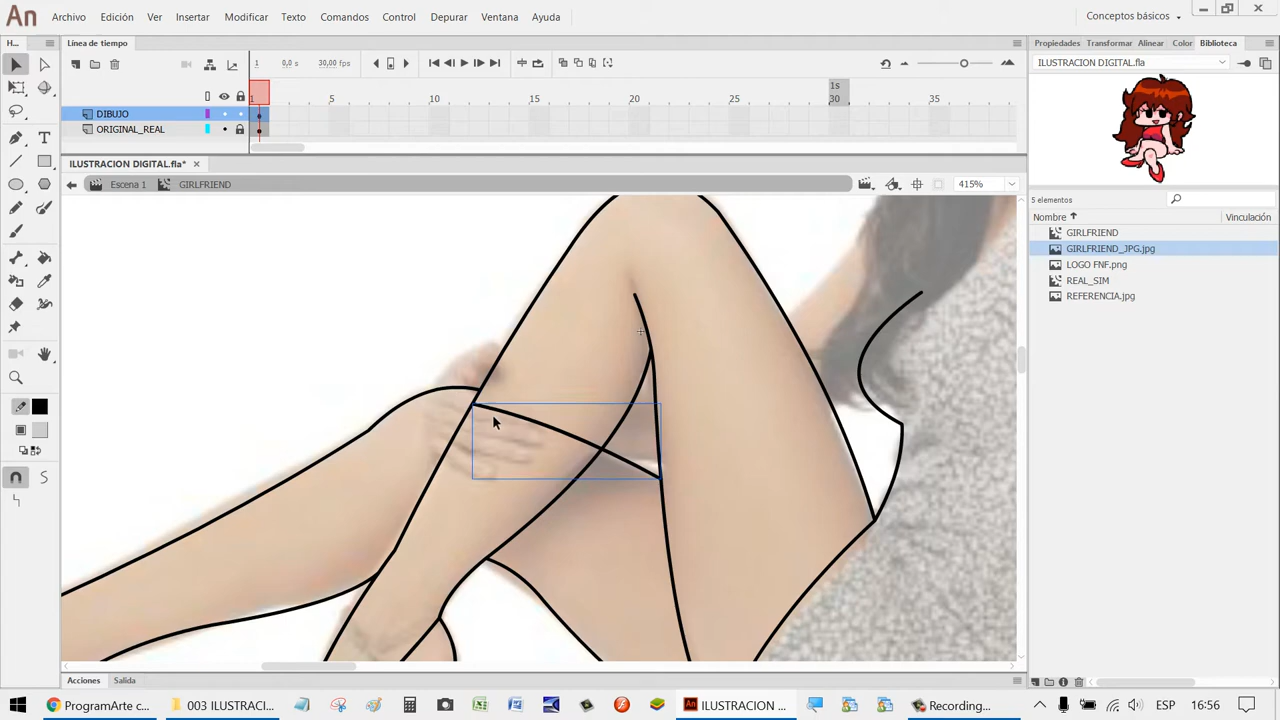 An Archivo Edición Ver Insertar Modificar Texto Comandos Control Depurar Ventana Ayuda Conceptos básicos
H... Línea de tiempo Propiedades Transformar Alinear Color Biblioteca
1 0,0 s 30,00 fps ILUSTRACION DIGITAL.fla
1s
1 5 10 15 20 25 30 35
DIBUJO
ORIGINAL_REAL
ILUSTRACION DIGITAL.fla*
Escena 1 GIRLFRIEND 415%
5 elementos
Nombre Vinculación
GIRLFRIEND
GIRLFRIEND_JPG.jpg
LOGO FNF.png
REAL_SIM
REFERENCIA.jpg
Acciones Salida
ProgramArte c... 003 ILUSTRACI... ILUSTRACION ... Recording... ESP 16:56